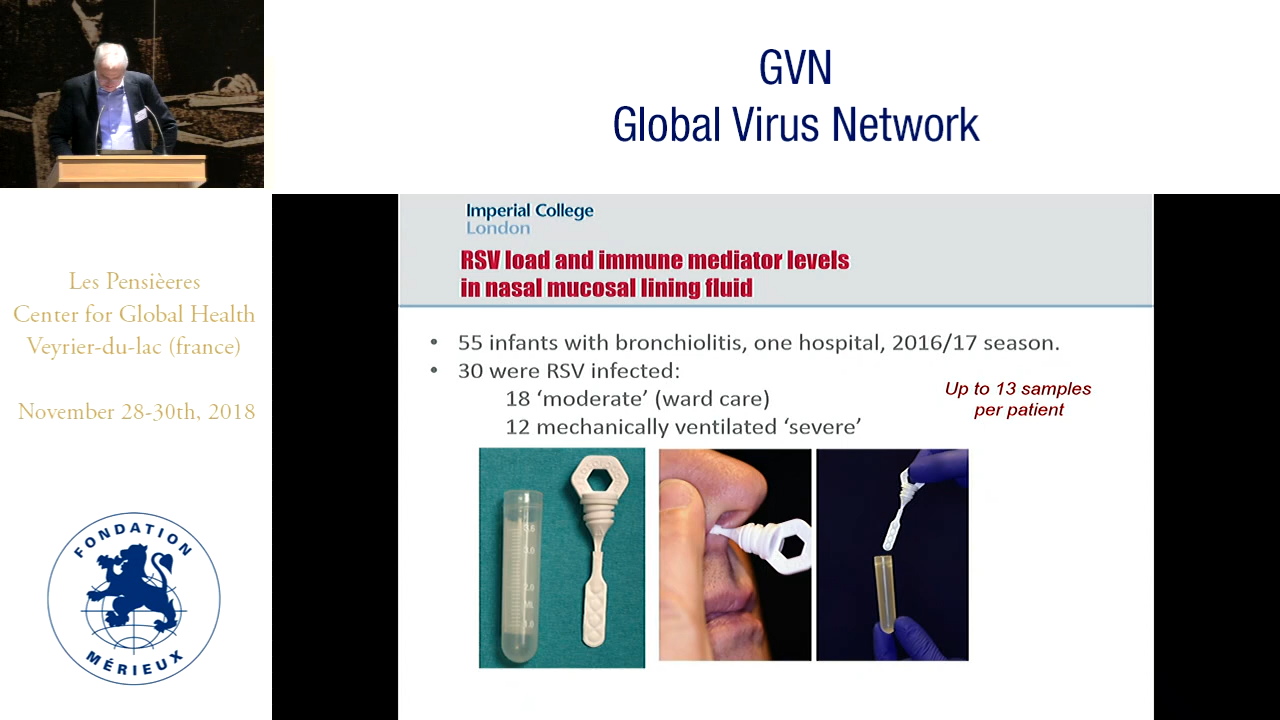 GVN
Global Virus Network
Imperial College
London
RSV load and immune mediator levels
in nasal mucosal lining fluid
• 55 infants with bronchiolitis, one hospital, 2016/17 season.
• 30 were RSV infected:
18 ‘moderate’ (ward care)
12 mechanically ventilated ‘severe’
Up to 13 samples
per patient
Les Pensièeres
Center for Global Health
Veyrier-du-lac (france)
November 28-30th, 2018
FONDATION
MÉRIEUX